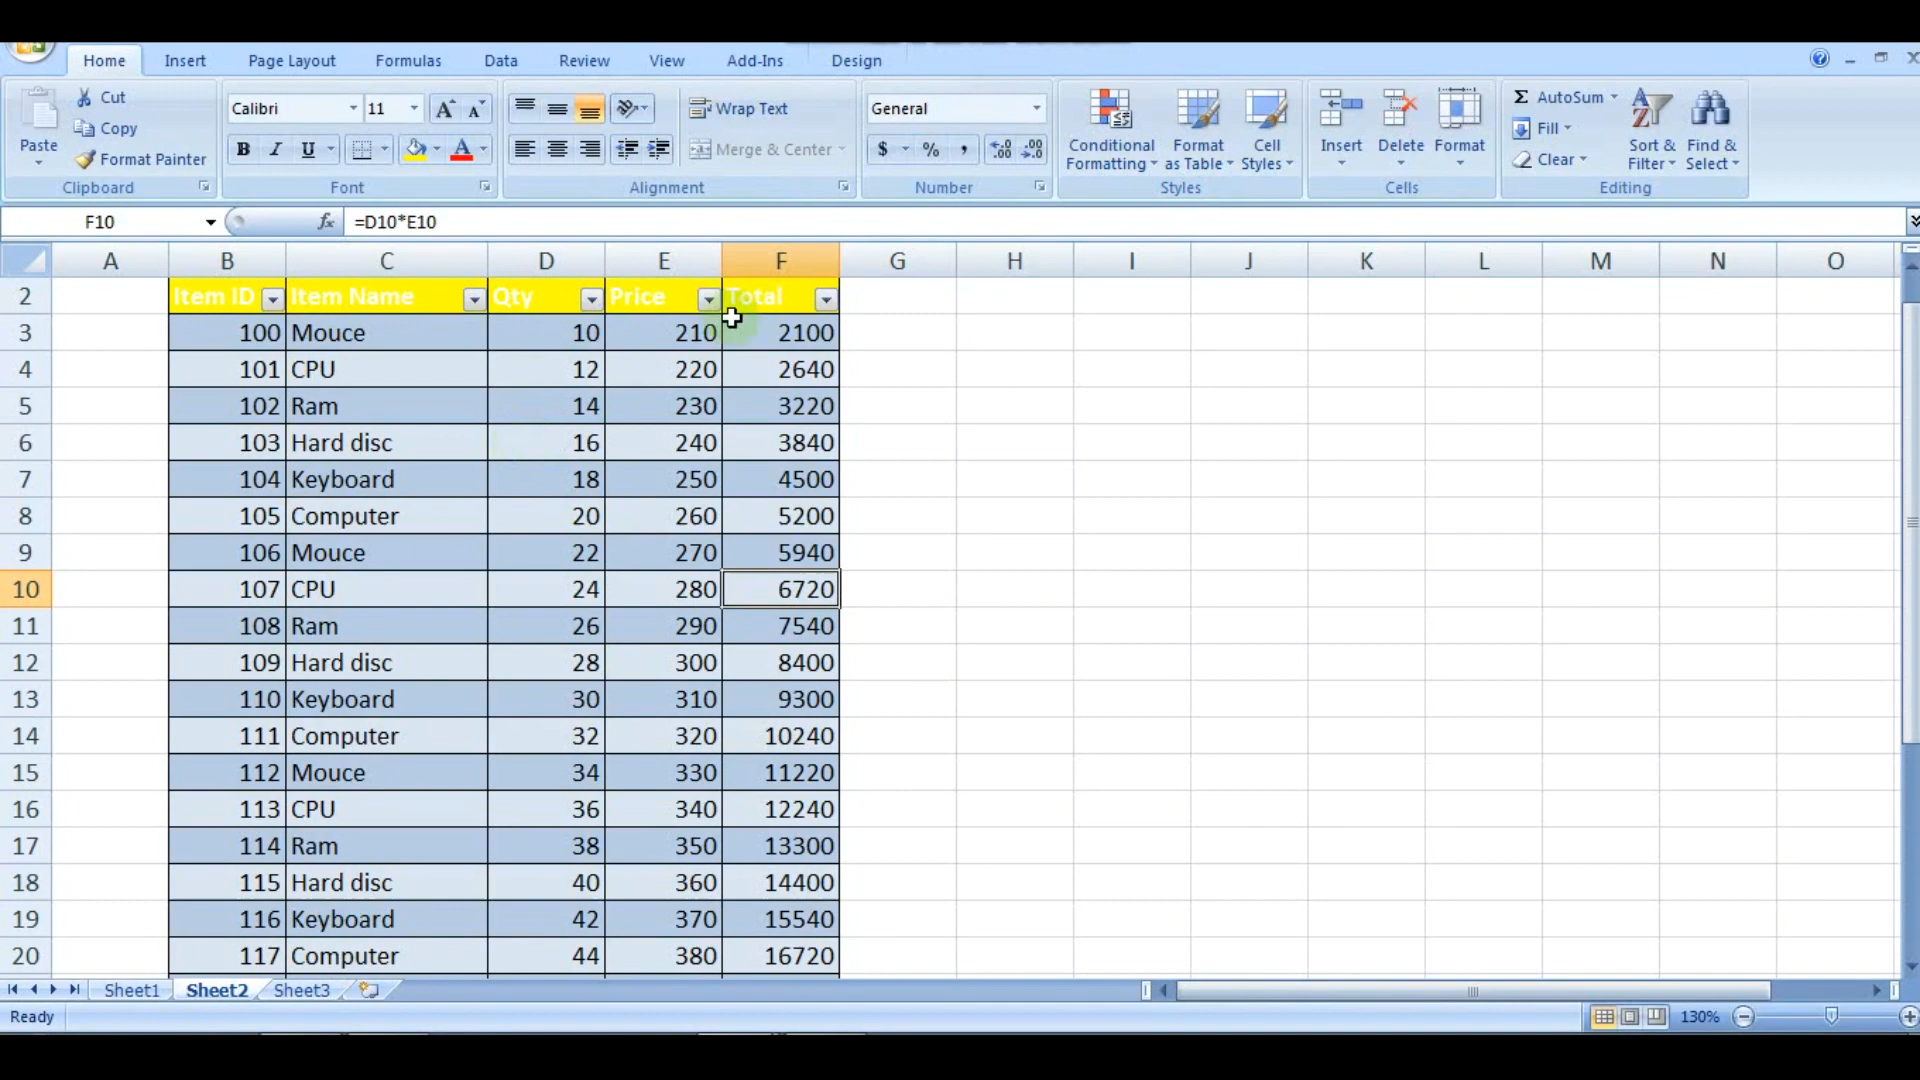 Home Insert Page Layout Formulas Data Review View Add-Ins Design
Cut
Copy
Format Painter
Paste
Clipboard
Calibri 11
B I U
Font
Wrap Text
Merge & Center
Alignment
General
$ % ,
Number
Conditional Formatting
Format as Table
Cell Styles
Styles
Insert Delete Format
Cells
Σ AutoSum
Fill
Clear
Sort & Filter
Find & Select
Editing
F10 fx =D10*E10
A B C D E F G H I J K L M N O
2 Item ID Item Name Qty Price Total
3 100 Mouce 10 210 2100
4 101 CPU 12 220 2640
5 102 Ram 14 230 3220
6 103 Hard disc 16 240 3840
7 104 Keyboard 18 250 4500
8 105 Computer 20 260 5200
9 106 Mouce 22 270 5940
10 107 CPU 24 280 6720
11 108 Ram 26 290 7540
12 109 Hard disc 28 300 8400
13 110 Keyboard 30 310 9300
14 111 Computer 32 320 10240
15 112 Mouce 34 330 11220
16 113 CPU 36 340 12240
17 114 Ram 38 350 13300
18 115 Hard disc 40 360 14400
19 116 Keyboard 42 370 15540
20 117 Computer 44 380 16720
Sheet1 Sheet2 Sheet3
Ready 130%